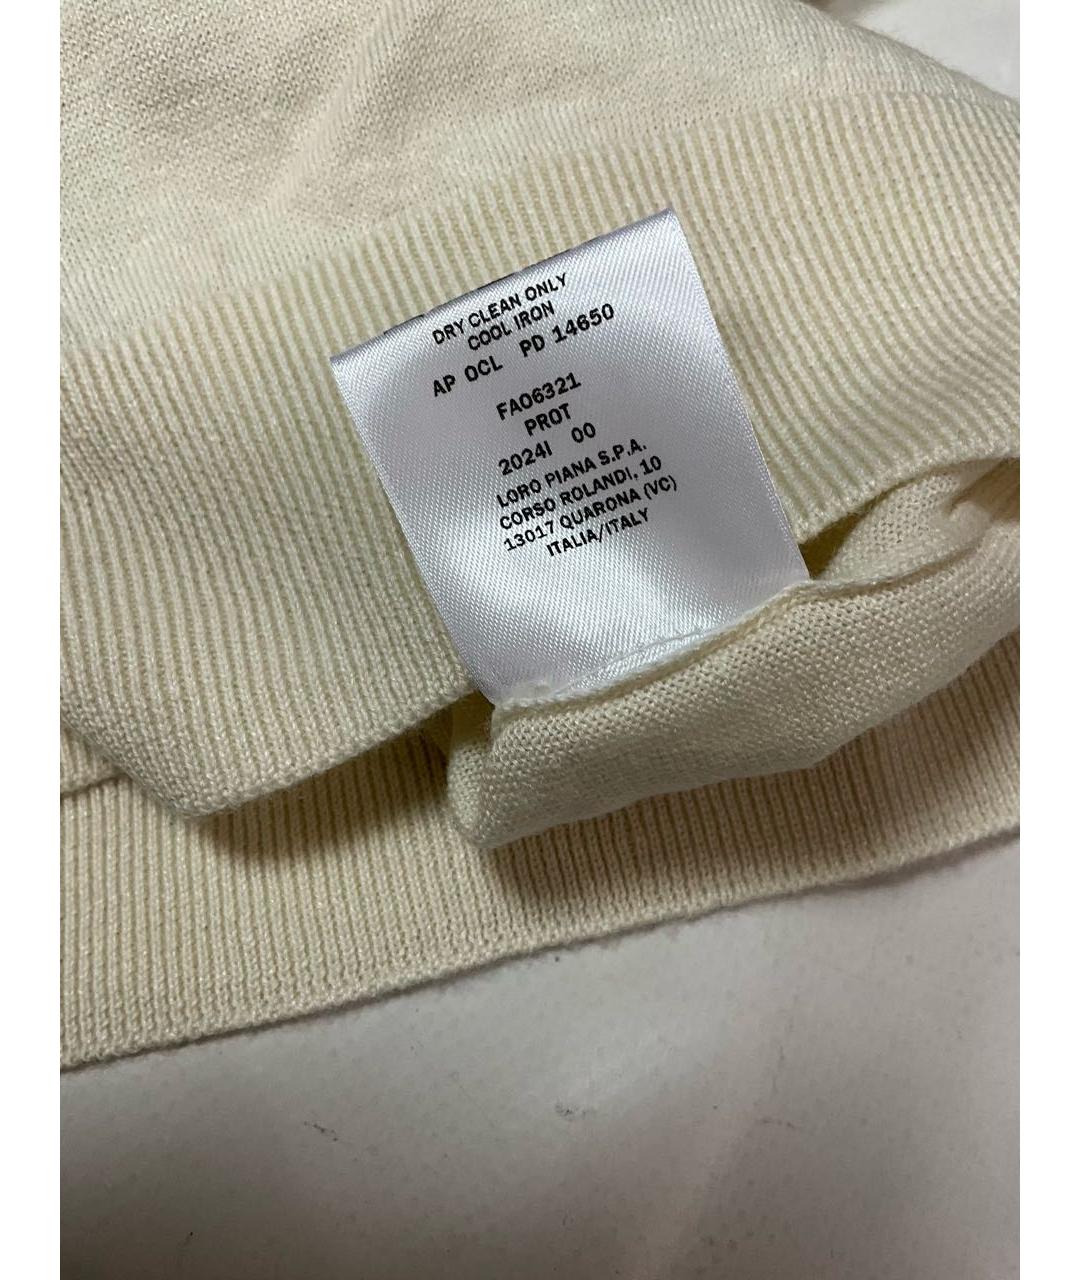 DRY CLEAN ONLY
COOL IRON
AP OCL PD 14650
FAO6321
PROT
2024I 00
LORO PIANA S.P.A.
CORSO ROLANDI, 10
13017 QUARONA (VC)
ITALIA/ITALY